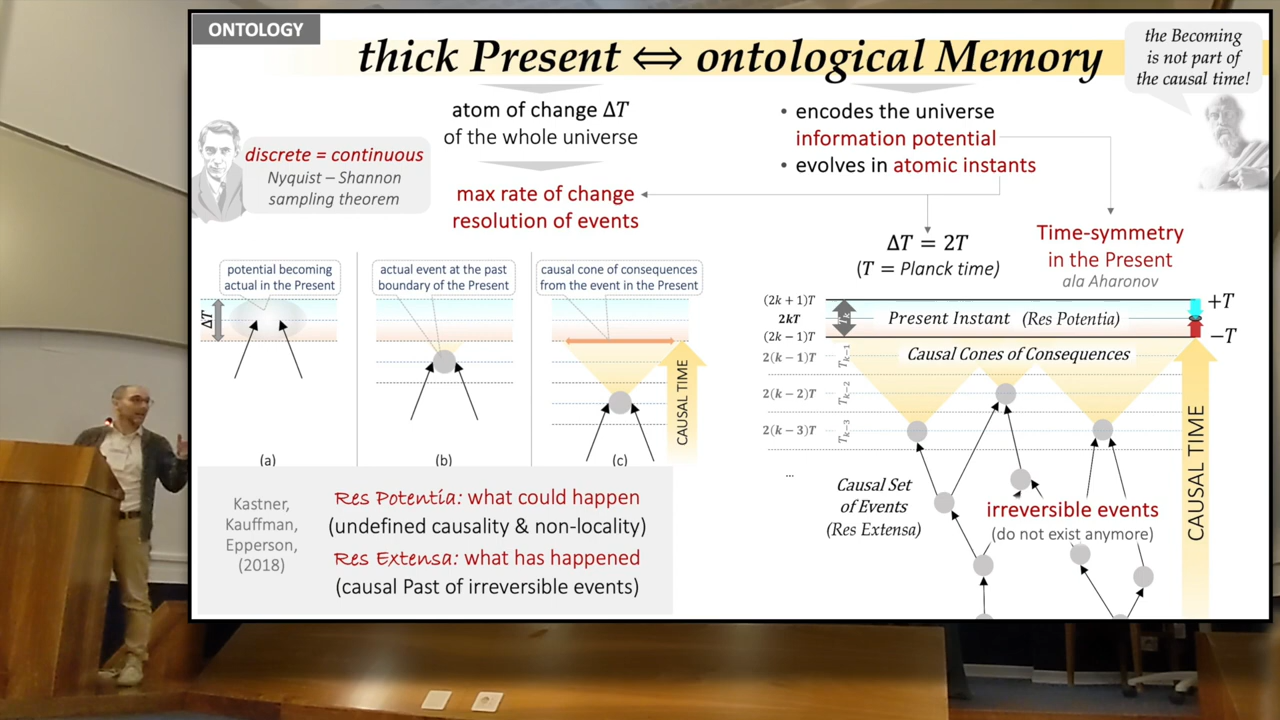 ONTOLOGY
thick Present ⇔ ontological Memory
the Becoming
is not part of
the causal time!
atom of change ΔT
of the whole universe
max rate of change
resolution of events
• encodes the universe
information potential
• evolves in atomic instants
discrete = continuous
Nyquist – Shannon
sampling theorem
ΔT = 2T
(T = Planck time)
Time-symmetry
in the Present
ala Aharonov
potential becoming
actual in the Present
ΔT
(a)
actual event at the past
boundary of the Present
(b)
causal cone of consequences
from the event in the Present
CAUSAL TIME
(c)
(2k + 1)T
2kT
(2k − 1)T
2(k − 1)T
2(k − 2)T
2(k − 3)T
...
T_k
T_{k−1}
T_{k−2}
T_{k−3}
Present Instant (Res Potentia)
+T
−T
Causal Cones of Consequences
Causal Set
of Events
(Res Extensa)
irreversible events
(do not exist anymore)
CAUSAL TIME
Kastner,
Kauffman,
Epperson,
(2018)
Res Potentia: what could happen
(undefined causality & non-locality)
Res Extensa: what has happened
(causal Past of irreversible events)